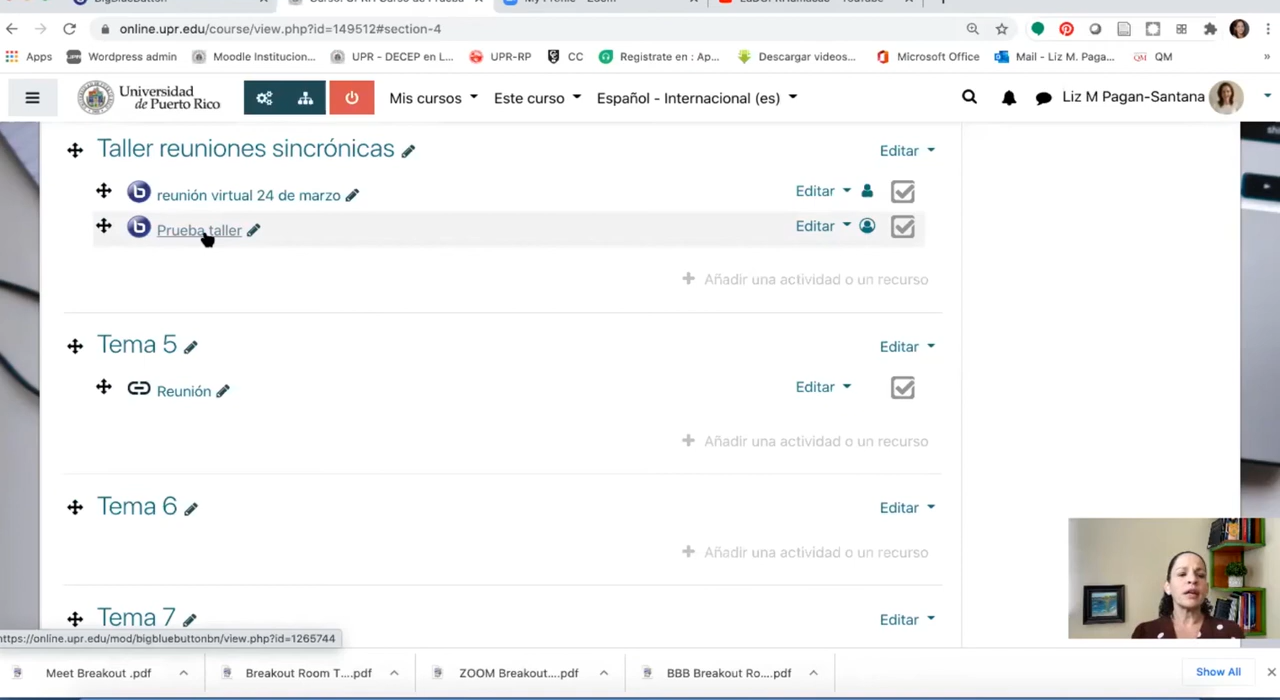 BigBlueButton
My Profile - Zoom
online.upr.edu/course/view.php?id=149512#section-4
Apps Wordpress admin Moodle Institucion... UPR - DECEP en L... UPR-RP CC Registrate en : Ap... Descargar videos... Microsoft Office Mail - Liz M. Paga... QM QM »
Universidad
de Puerto Rico
Mis cursos Este curso Español - Internacional (es) Liz M Pagan-Santana
Taller reuniones sincrónicas Editar
b reunión virtual 24 de marzo Editar
b Prueba taller Editar
Añadir una actividad o un recurso
Tema 5 Editar
Reunión Editar
Añadir una actividad o un recurso
Tema 6 Editar
Añadir una actividad o un recurso
Tema 7 Editar
https://online.upr.edu/mod/bigbluebuttonbn/view.php?id=1265744
Meet Breakout .pdf Breakout Room T....pdf ZOOM Breakout....pdf BBB Breakout Ro....pdf Show All